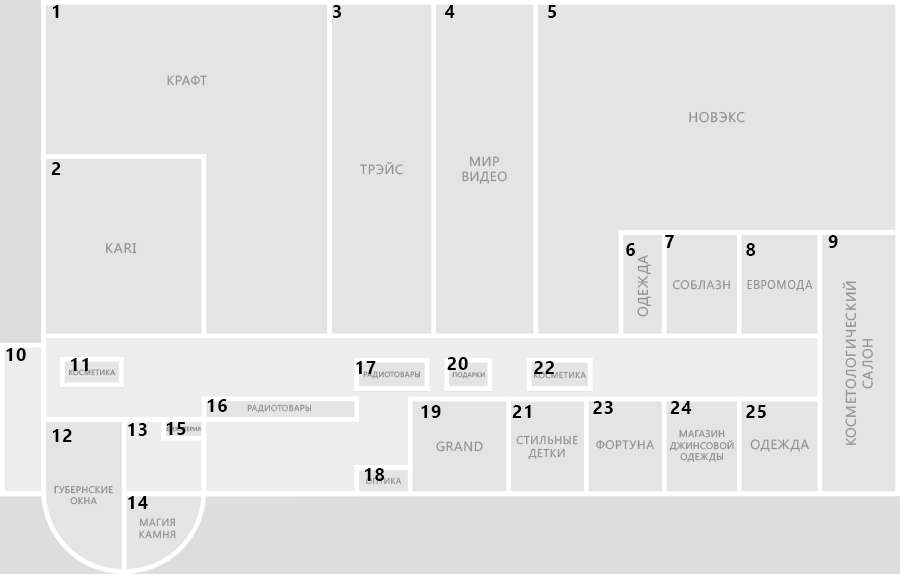 1
3
4
5
КРАФТ
НОВЭКС
2
ТРЭЙС
МИР
ВИДЕО
KARI
6
ОДЕЖДА
7
СОБЛАЗН
8
ЕВРОМОДА
9
КОСМЕТОЛОГИЧЕСКИЙ
САЛОН
10
11
КОСМЕТИКА
17
РАДИОТОВАРЫ
20
ПОДАРКИ
22
КОСМЕТИКА
16
РАДИОТОВАРЫ
12
ГУБЕРНСКИЕ
ОКНА
13
15
14
МАГИЯ
КАМНЯ
18
ОПТИКА
19
GRAND
21
СТИЛЬНЫЕ
ДЕТКИ
23
ФОРТУНА
24
МАГАЗИН
ДЖИНСОВОЙ
ОДЕЖДЫ
25
ОДЕЖДА